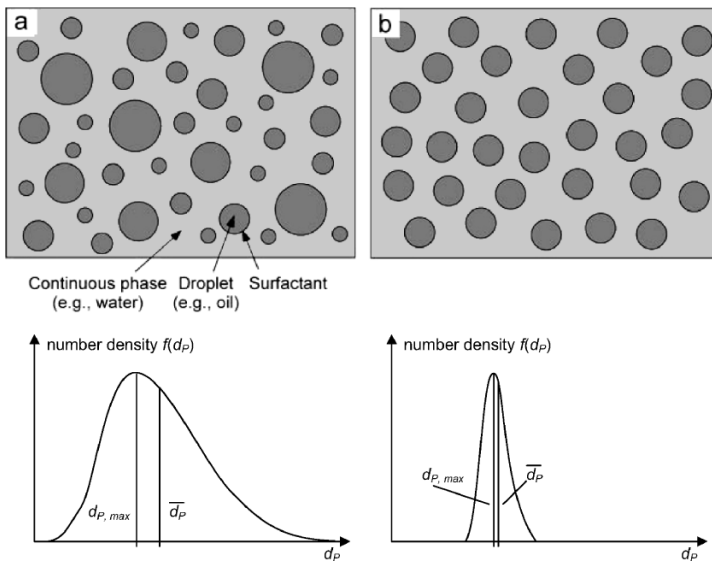 a
b
Continuous phase
(e.g., water)
Droplet
(e.g., oil)
Surfactant
number density f(dP)
dP, max
dP
dP
number density f(dP)
dP, max
dP
dP